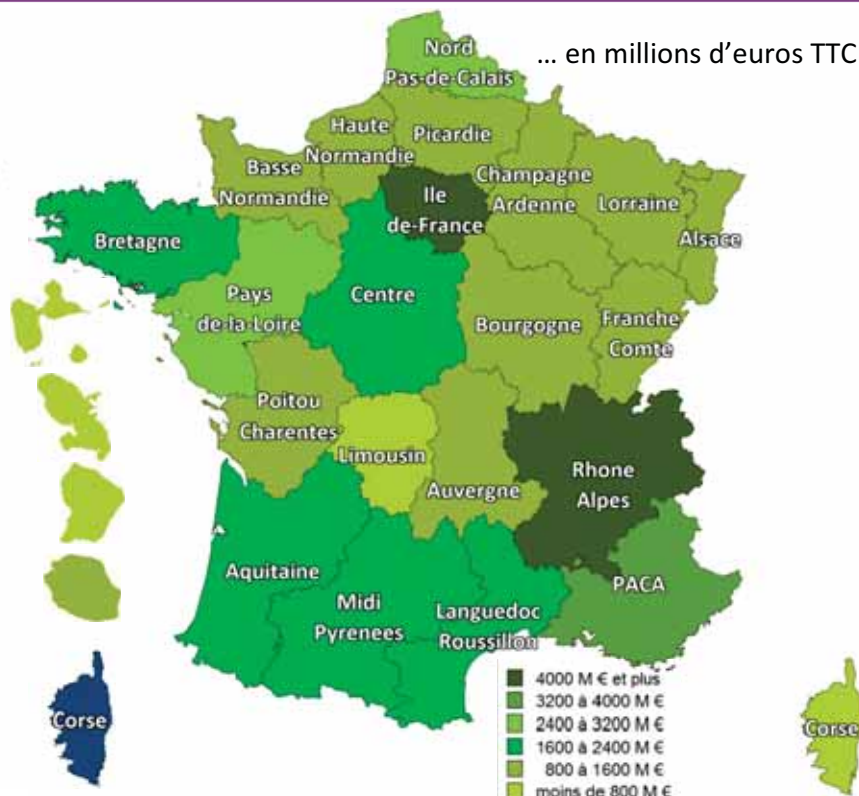 … en millions d’euros TTC
Nord
Pas-de-Calais
Haute
Normandie
Picardie
Basse
Normandie
Champagne
Ardenne
Ile
de-France
Lorraine
Alsace
Bretagne
Pays
de-la-Loire
Centre
Bourgogne
Franche
Comte
Poitou
Charentes
Limousin
Auvergne
Rhone
Alpes
Aquitaine
Midi
Pyrenees
Languedoc
Roussillon
PACA
Corse
4000 M € et plus
3200 à 4000 M €
2400 à 3200 M €
1600 à 2400 M €
800 à 1600 M €
moins de 800 M €
Corse